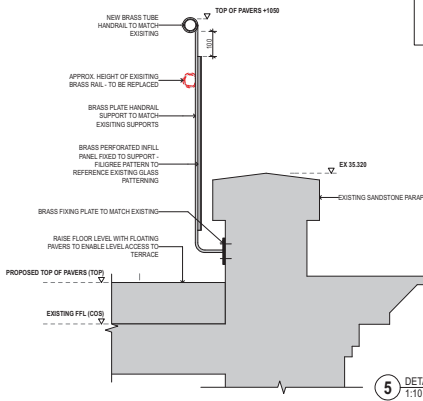 NEW BRASS TUBE
HANDRAIL TO MATCH
EXISITING
TOP OF PAVERS +1050
100
APPROX. HEIGHT OF EXISITING
BRASS RAIL - TO BE REPLACED
BRASS PLATE HANDRAIL
SUPPORT TO MATCH
EXISITING SUPPORTS
BRASS PERFORATED INFILL
PANEL FIXED TO SUPPORT -
FILIGREE PATTERN TO
REFERENCE EXISTING GLASS
PATTERNING
EX 35.320
EXISTING SANDSTONE PARAP
BRASS FIXING PLATE TO MATCH EXISTING
RAISE FLOOR LEVEL WITH FLOATING
PAVERS TO ENABLE LEVEL ACCESS TO
TERRACE
PROPOSED TOP OF PAVERS (TOP)
EXISTING FFL (COS)
5
DETA
1:10